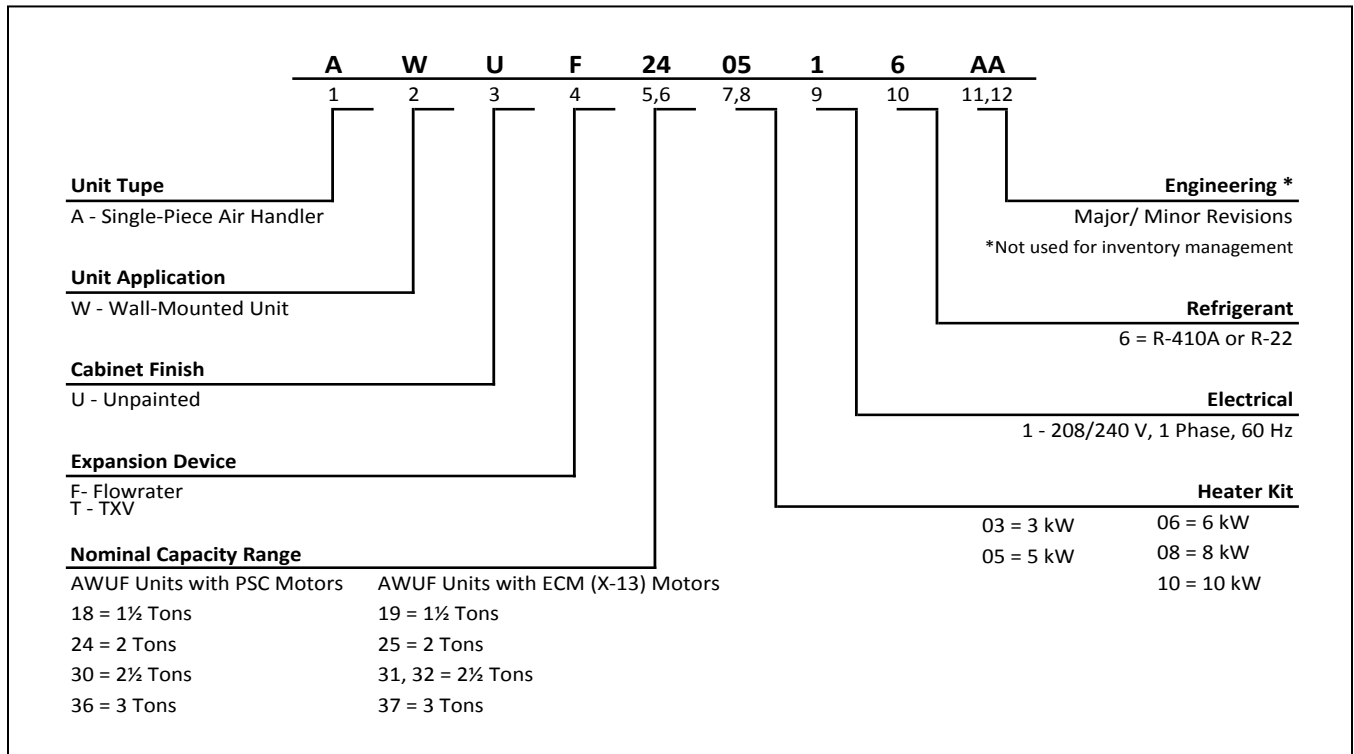 A W U F 24 05 1 6 AA
1 2 3 4 5,6 7,8 9 10 11,12
Unit Tupe
A - Single-Piece Air Handler
Unit Application
W - Wall-Mounted Unit
Cabinet Finish
U - Unpainted
Expansion Device
F- Flowrater
T - TXV
Nominal Capacity Range
AWUF Units with PSC Motors AWUF Units with ECM (X-13) Motors
18 = 1½ Tons 19 = 1½ Tons
24 = 2 Tons 25 = 2 Tons
30 = 2½ Tons 31, 32 = 2½ Tons
36 = 3 Tons 37 = 3 Tons
Engineering *
Major/ Minor Revisions
*Not used for inventory management
Refrigerant
6 = R-410A or R-22
Electrical
1 - 208/240 V, 1 Phase, 60 Hz
Heater Kit
03 = 3 kW 06 = 6 kW
05 = 5 kW 08 = 8 kW
10 = 10 kW